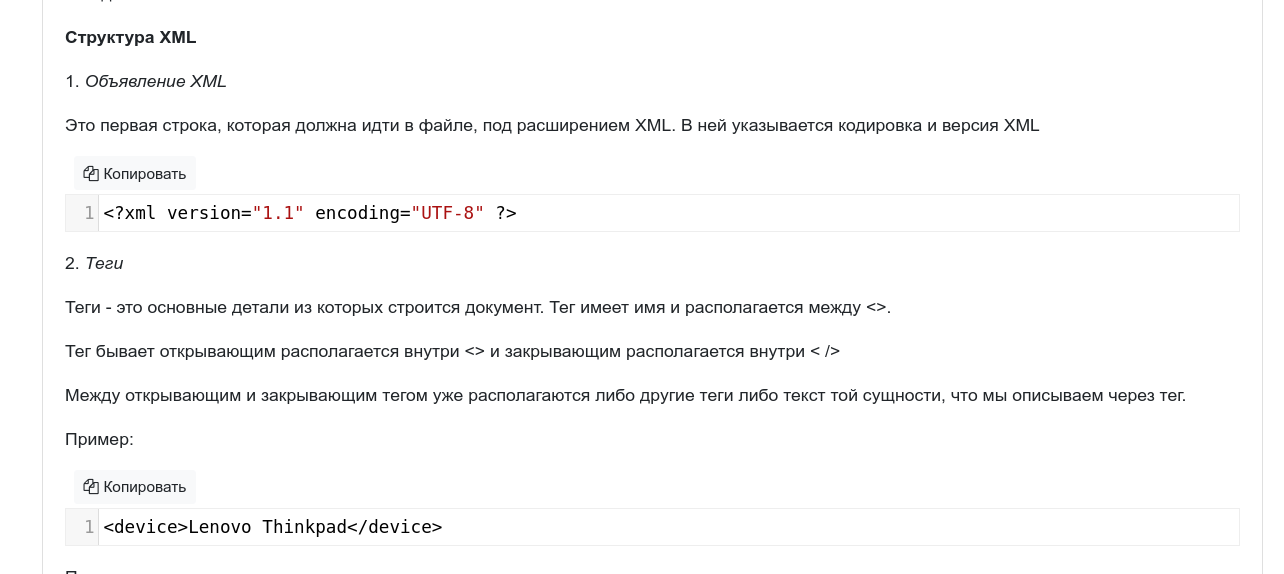 Структура XML
1. Объявление XML
Это первая строка, которая должна идти в файле, под расширением XML. В ней указывается кодировка и версия XML
Копировать
1 <?xml version="1.1" encoding="UTF-8" ?>
2. Теги
Теги - это основные детали из которых строится документ. Тег имеет имя и располагается между <>.
Тег бывает открывающим располагается внутри <> и закрывающим располагается внутри < />
Между открывающим и закрывающим тегом уже располагаются либо другие теги либо текст той сущности, что мы описываем через тег.
Пример:
Копировать
1 <device>Lenovo Thinkpad</device>